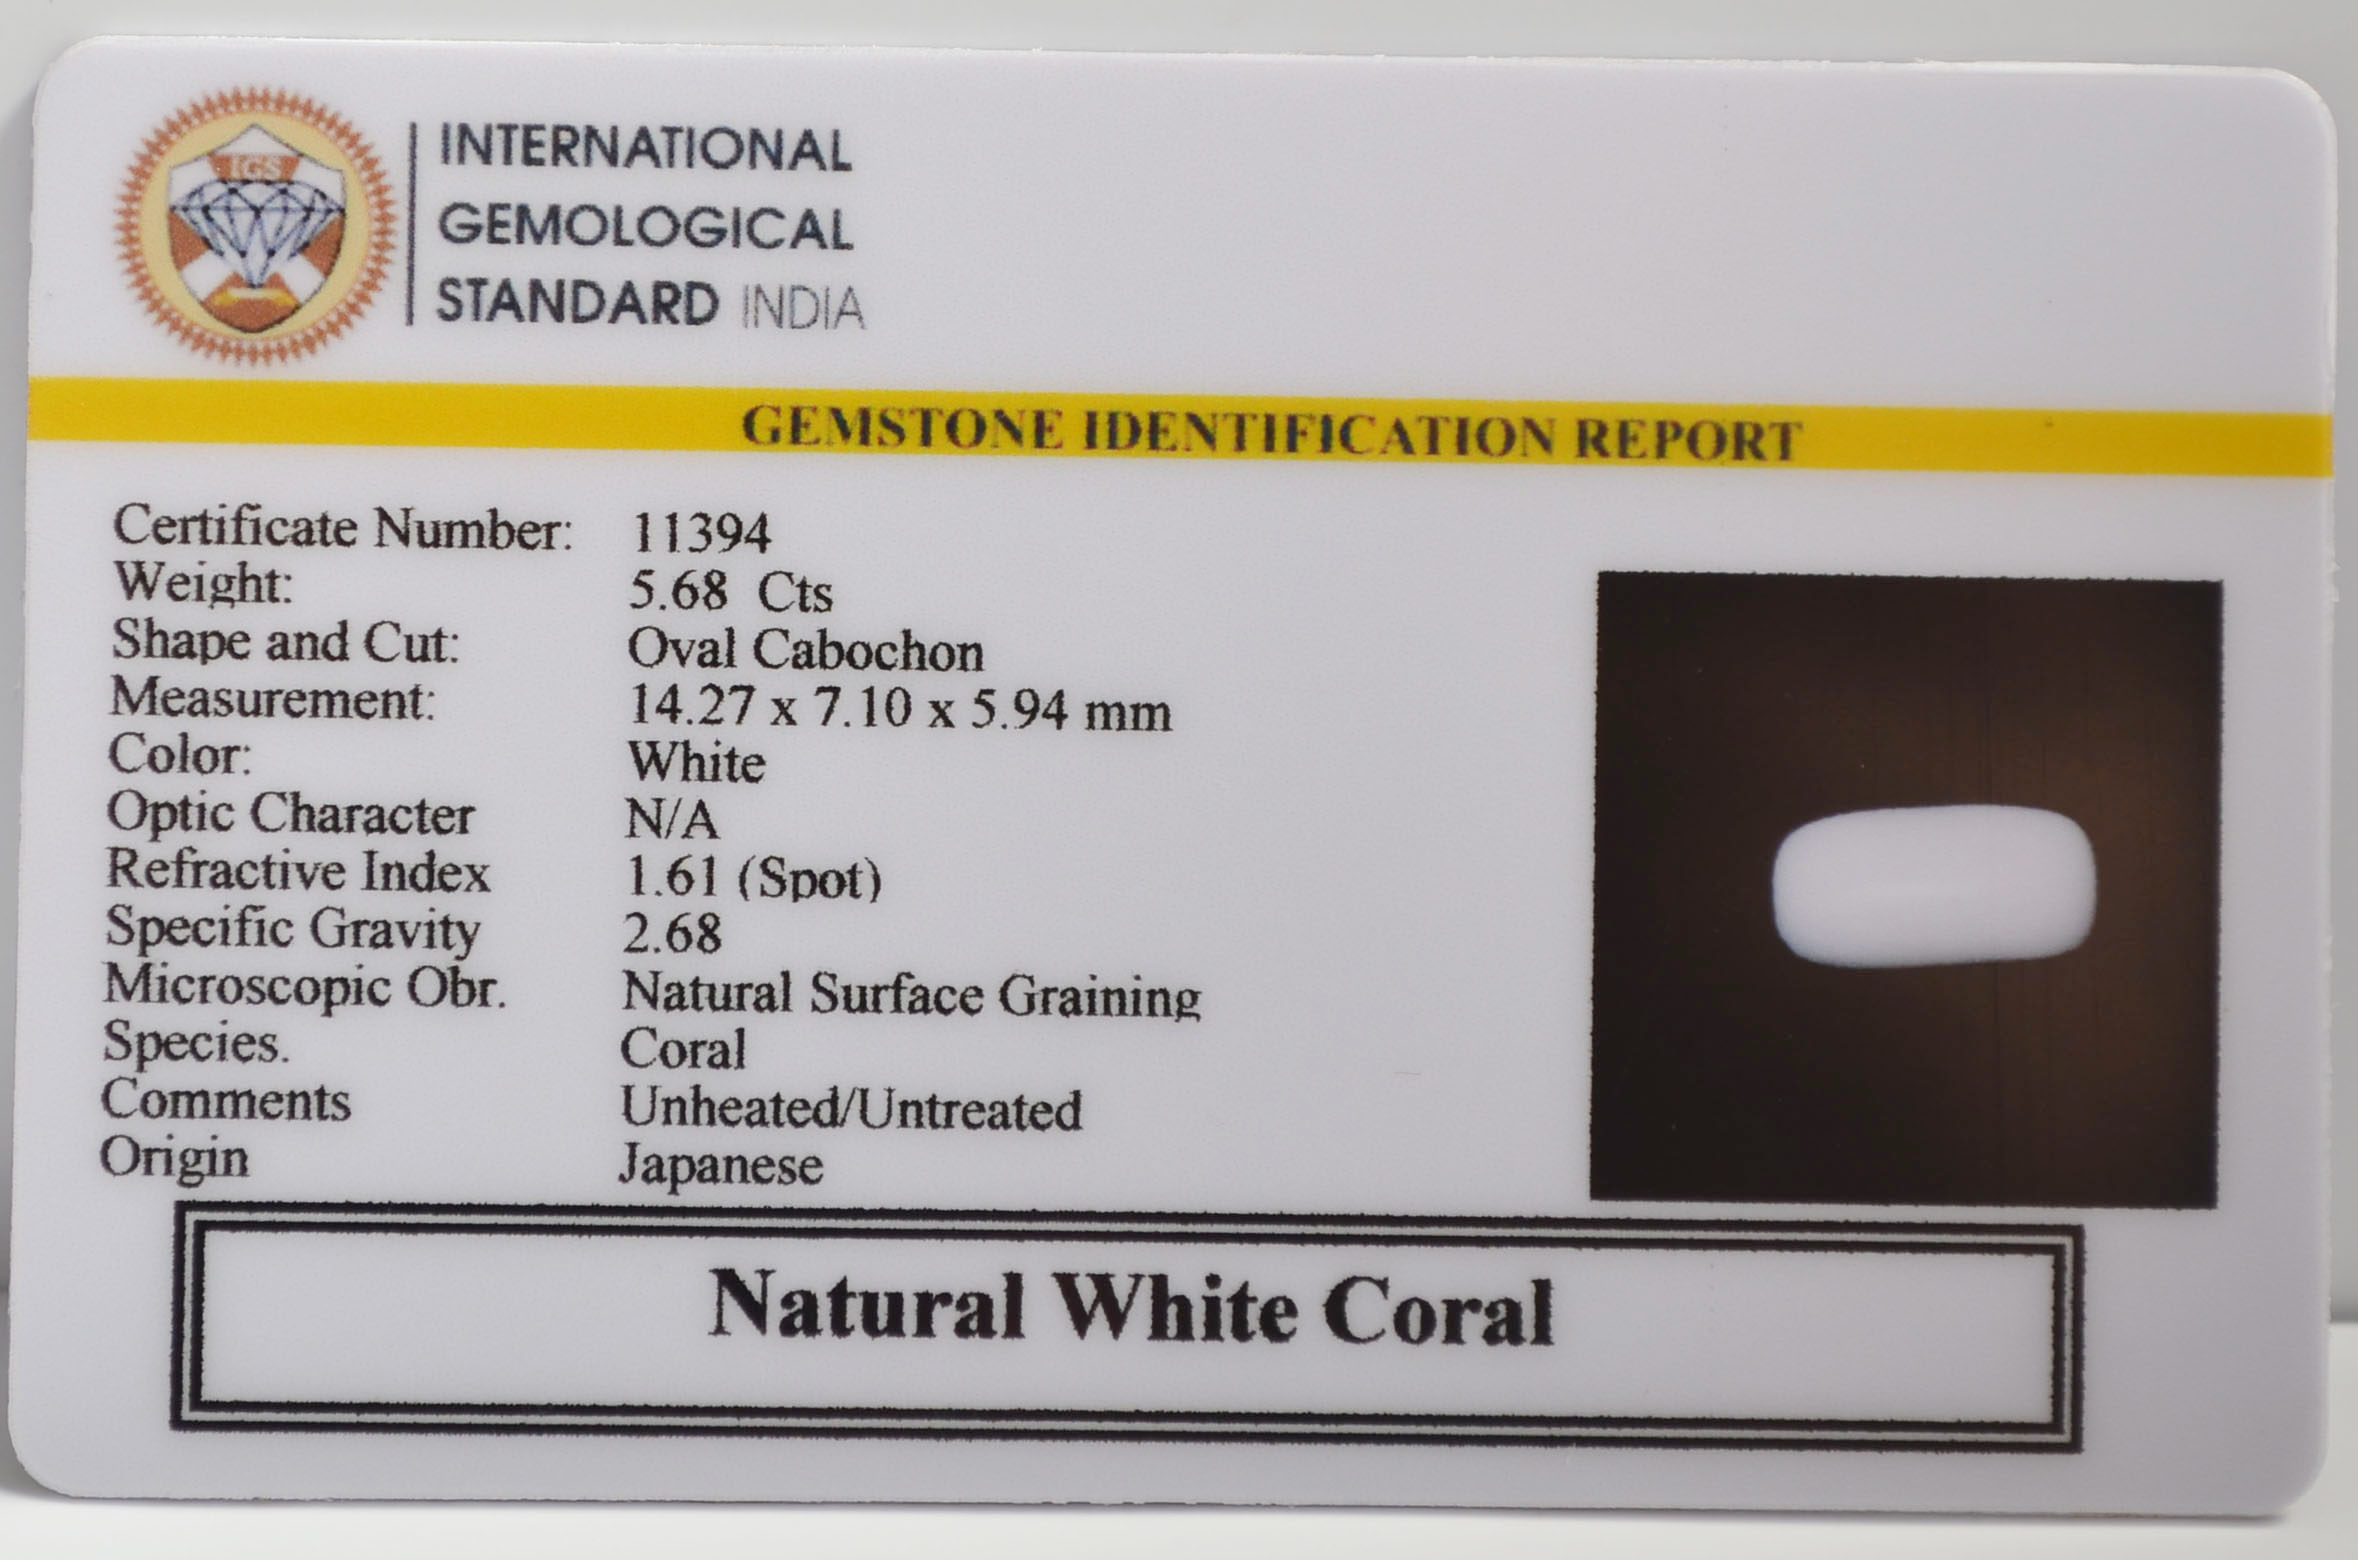 IGS
INTERNATIONAL
GEMOLOGICAL
STANDARD INDIA
GEMSTONE IDENTIFICATION REPORT
Certificate Number: 11394
Weight: 5.68 Cts
Shape and Cut: Oval Cabochon
Measurement: 14.27 x 7.10 x 5.94 mm
Color: White
Optic Character N/A
Refractive Index 1.61 (Spot)
Specific Gravity 2.68
Microscopic Obr. Natural Surface Graining
Species. Coral
Comments Unheated/Untreated
Origin Japanese
Natural White Coral